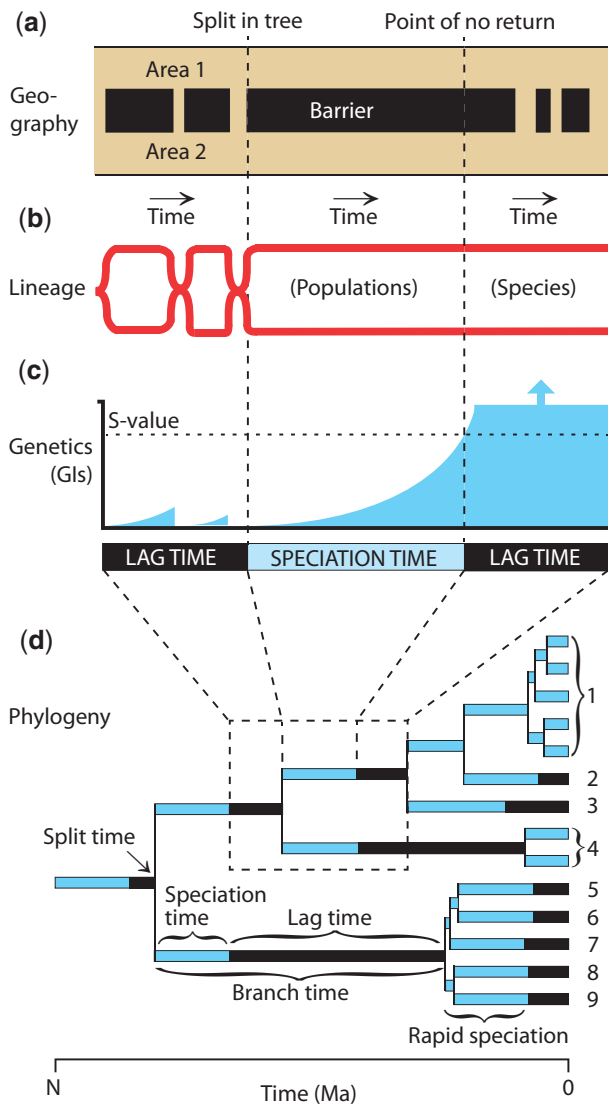 Split in tree
Point of no return
(a)
Area 1
Geo-
graphy
Barrier
Area 2
Time
Time
Time
(b)
Lineage
(Populations)
(Species)
(c)
S-value
Genetics
(GIs)
LAG TIME
SPECIATION TIME
LAG TIME
(d)
Phylogeny
1
2
3
4
Split time
Speciation
time
Lag time
Branch time
5
6
7
8
9
Rapid speciation
N
Time (Ma)
0